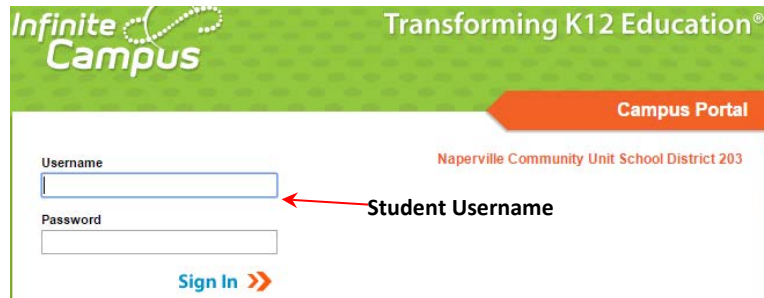 Infinite
Campus
Transforming K12 Education®
Campus Portal
Naperville Community Unit School District 203
Username
Student Username
Password
Sign In